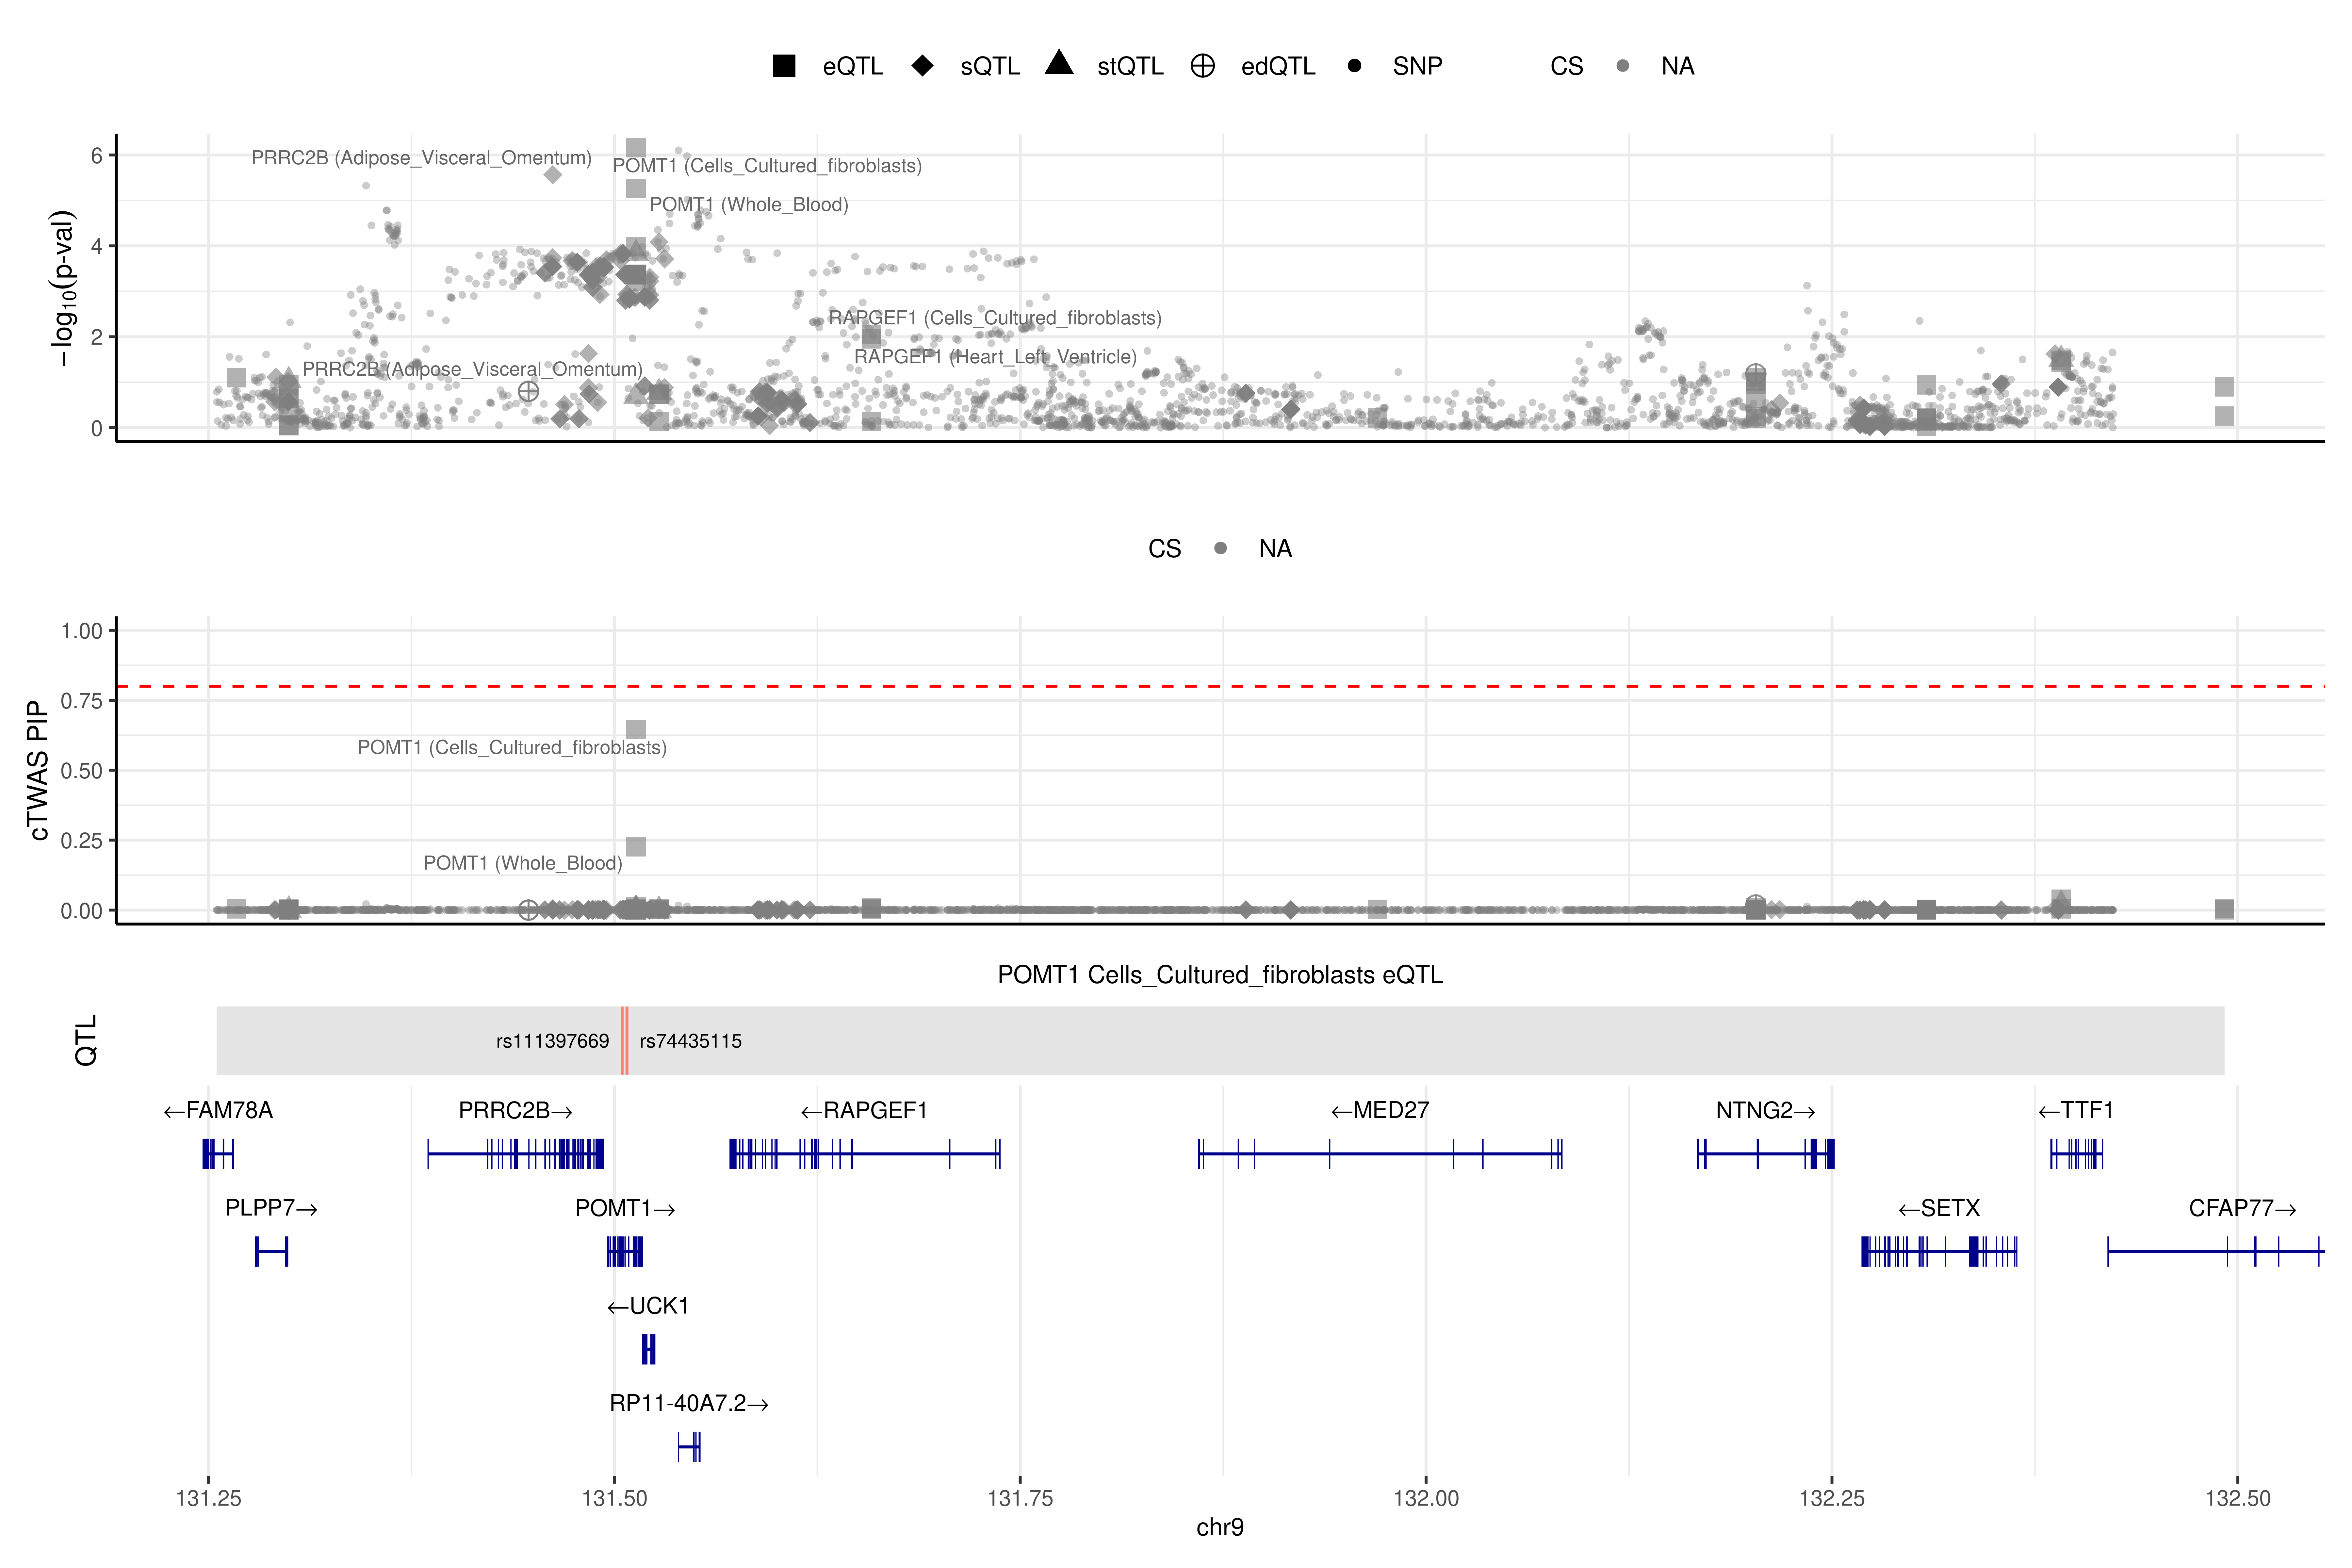 eQTL sQTL stQTL edQTL SNP CS NA
−log10(p-val)
6
4
2
0
PRRC2B (Adipose_Visceral_Omentum)
POMT1 (Cells_Cultured_fibroblasts)
POMT1 (Whole_Blood)
RAPGEF1 (Cells_Cultured_fibroblasts)
RAPGEF1 (Heart_Left_Ventricle)
PRRC2B (Adipose_Visceral_Omentum)
CS NA
cTWAS PIP
1.00
0.75
0.50
0.25
0.00
POMT1 (Cells_Cultured_fibroblasts)
POMT1 (Whole_Blood)
POMT1 Cells_Cultured_fibroblasts eQTL
QTL
rs111397669 rs74435115
←FAM78A PRRC2B→ ←RAPGEF1 ←MED27 NTNG2→ ←TTF1
PLPP7→ POMT1→ ←SETX CFAP77→
←UCK1
RP11-40A7.2→
131.25 131.50 131.75 132.00 132.25 132.50
chr9